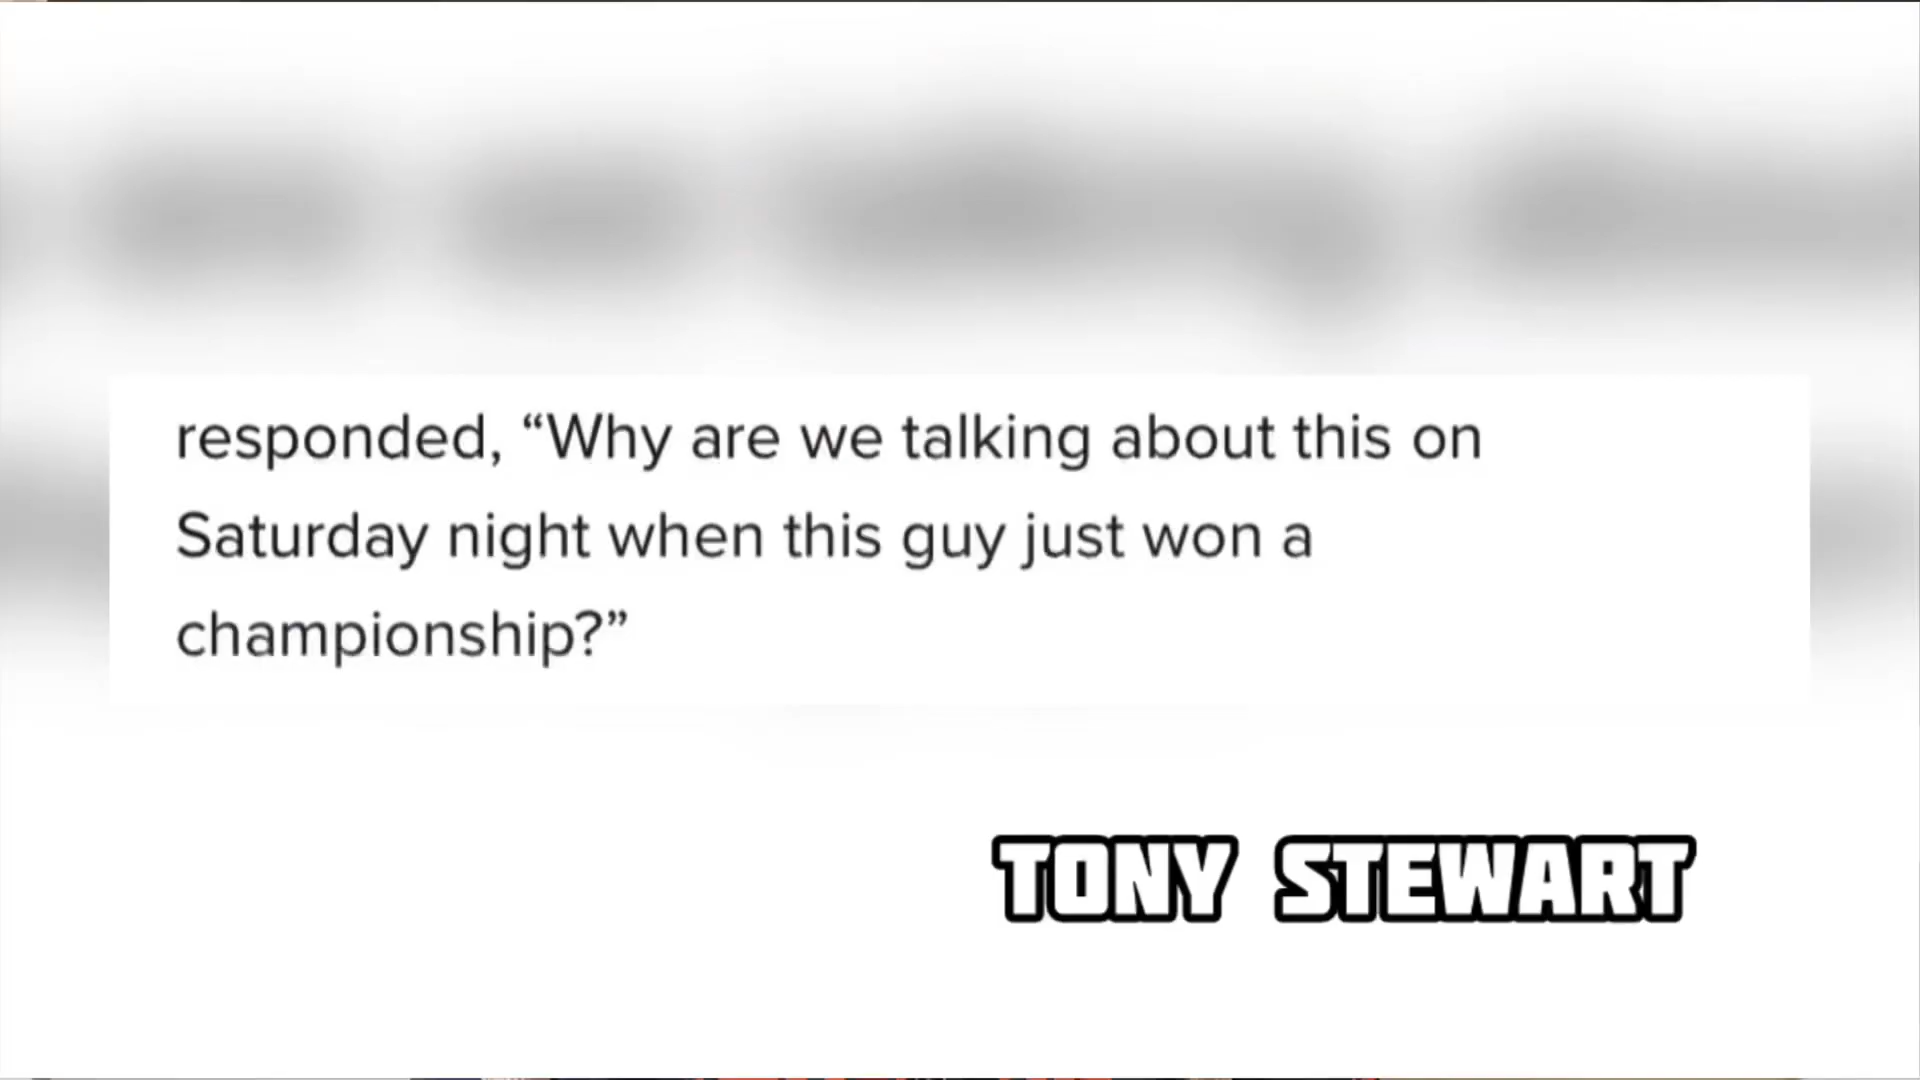 responded, “Why are we talking about this on
Saturday night when this guy just won a
championship?”
TONY STEWART